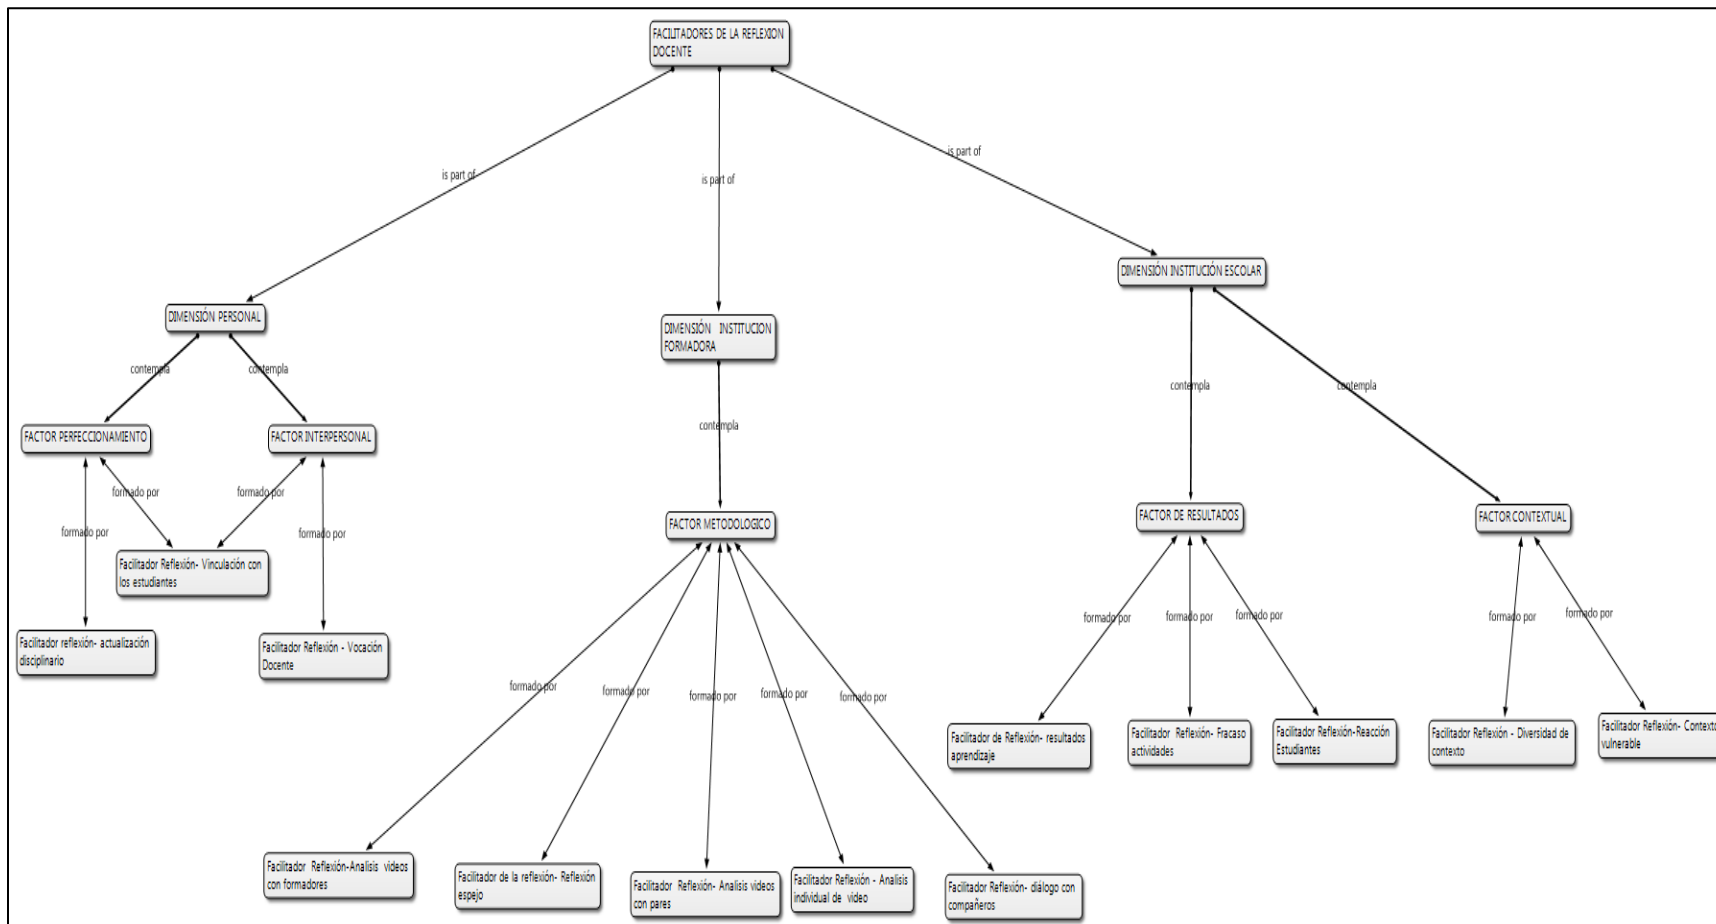 FACILITADORES DE LA REFLEXION
DOCENTE
is part of
is part of
is part of
DIMENSIÓN PERSONAL
DIMENSIÓN INSTITUCION
FORMADORA
DIMENSIÓN INSTITUCIÓN ESCOLAR
contempla
contempla
contempla
contempla
contempla
FACTOR PERFECCIONAMIENTO
FACTOR INTERPERSONAL
FACTOR METODOLOGICO
FACTOR DE RESULTADOS
FACTOR CONTEXTUAL
formado por
formado por
formado por
formado por
Facilitador Reflexión- Vinculación con
los estudiantes
Facilitador reflexión- actualización
disciplinario
Facilitador Reflexión - Vocación
Docente
formado por
formado por
formado por
formado por
formado por
formado por
formado por
formado por
formado por
formado por
Facilitador de Reflexión- resultados
aprendizaje
Facilitador Reflexión- Fracaso
actividades
Facilitador Reflexión-Reacción
Estudiantes
Facilitador Reflexión - Diversidad de
contexto
Facilitador Reflexión- Contexto
vulnerable
Facilitador Reflexión-Analisis videos
con formadores
Facilitador de la reflexión- Reflexión
espejo
Facilitador Reflexión- Analisis videos
con pares
Facilitador Reflexión - Analisis
individual de video
Facilitador Reflexión- diálogo con
compañeros